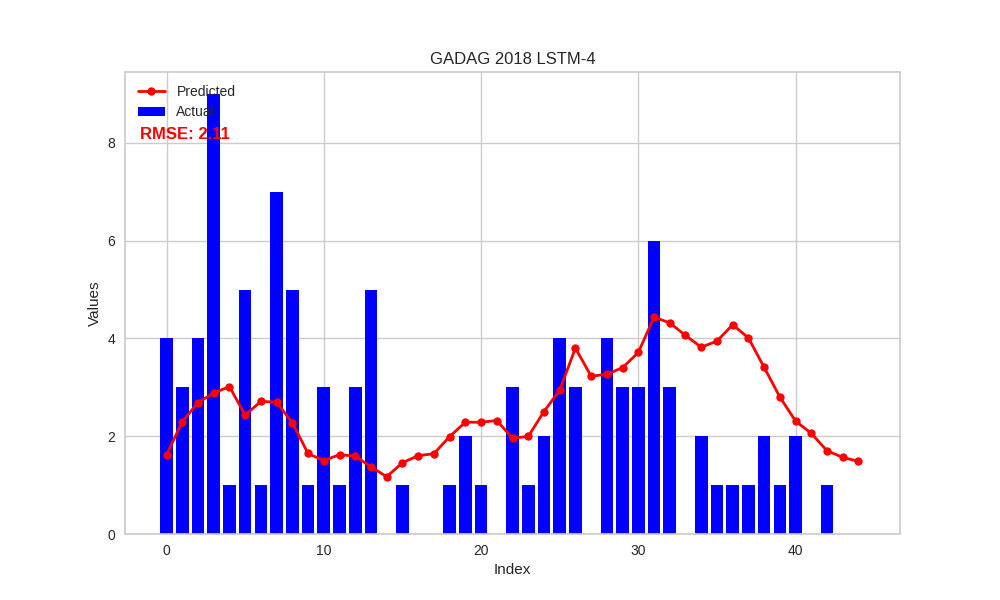 GADAG 2018 LSTM-4
Predicted
Actual
RMSE: 2.11
Values
8
6
4
2
0
0 10 20 30 40
Index